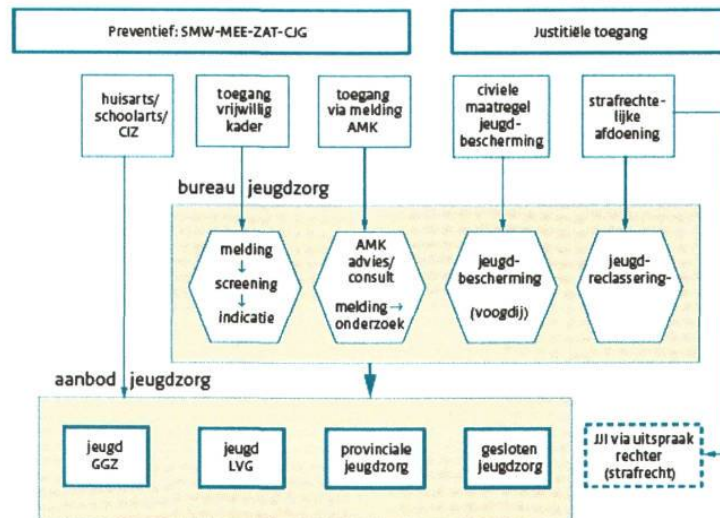 Preventief: SMW-MEE-ZAT-CJG
Justitiële toegang
huisarts/
schoolarts/
CIZ
toegang
vrijwillig
kader
toegang
via melding
AMK
civiele
maatregel
jeugd-
bescherming
strafrechte-
lijke
afdoening
bureau jeugdzorg
melding
↓
screening
↓
indicatie
AMK
advies/
consult
melding →
onderzoek
jeugd-
bescherming
(voogdij)
jeugd-
reclassering-
aanbod jeugdzorg
jeugd
GGZ
jeugd
LVG
provinciale
jeugdzorg
gesloten
jeugdzorg
JJI via uitspraak
rechter
(strafrecht)